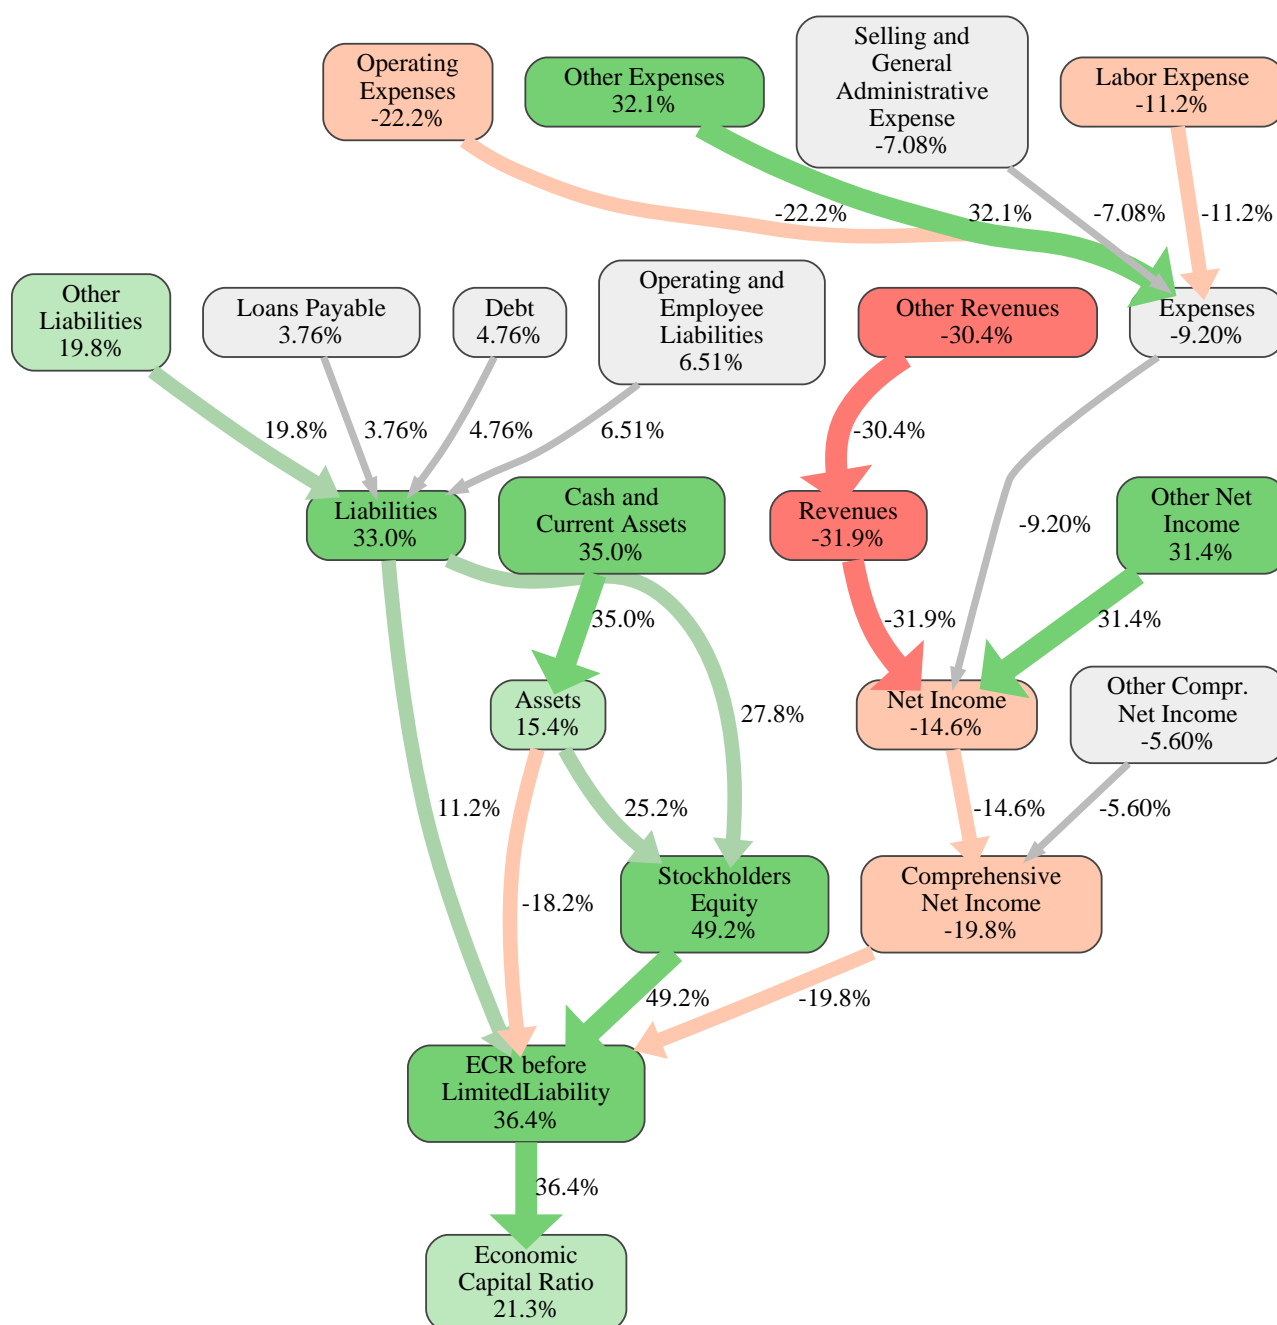 Operating
Expenses
-22.2%
Other Expenses
32.1%
Selling and
General
Administrative
Expense
-7.08%
Labor Expense
-11.2%
-22.2%
32.1%
-7.08%
-11.2%
Other
Liabilities
19.8%
Loans Payable
3.76%
Debt
4.76%
Operating and
Employee
Liabilities
6.51%
Other Revenues
-30.4%
Expenses
-9.20%
19.8%
3.76%
4.76%
6.51%
-30.4%
Liabilities
33.0%
Cash and
Current Assets
35.0%
Revenues
-31.9%
-9.20%
Other Net
Income
31.4%
35.0%
-31.9%
31.4%
Assets
15.4%
27.8%
Net Income
-14.6%
Other Compr.
Net Income
-5.60%
11.2%
25.2%
-14.6%
-5.60%
-18.2%
Stockholders
Equity
49.2%
Comprehensive
Net Income
-19.8%
49.2%
-19.8%
ECR before
LimitedLiability
36.4%
36.4%
Economic
Capital Ratio
21.3%